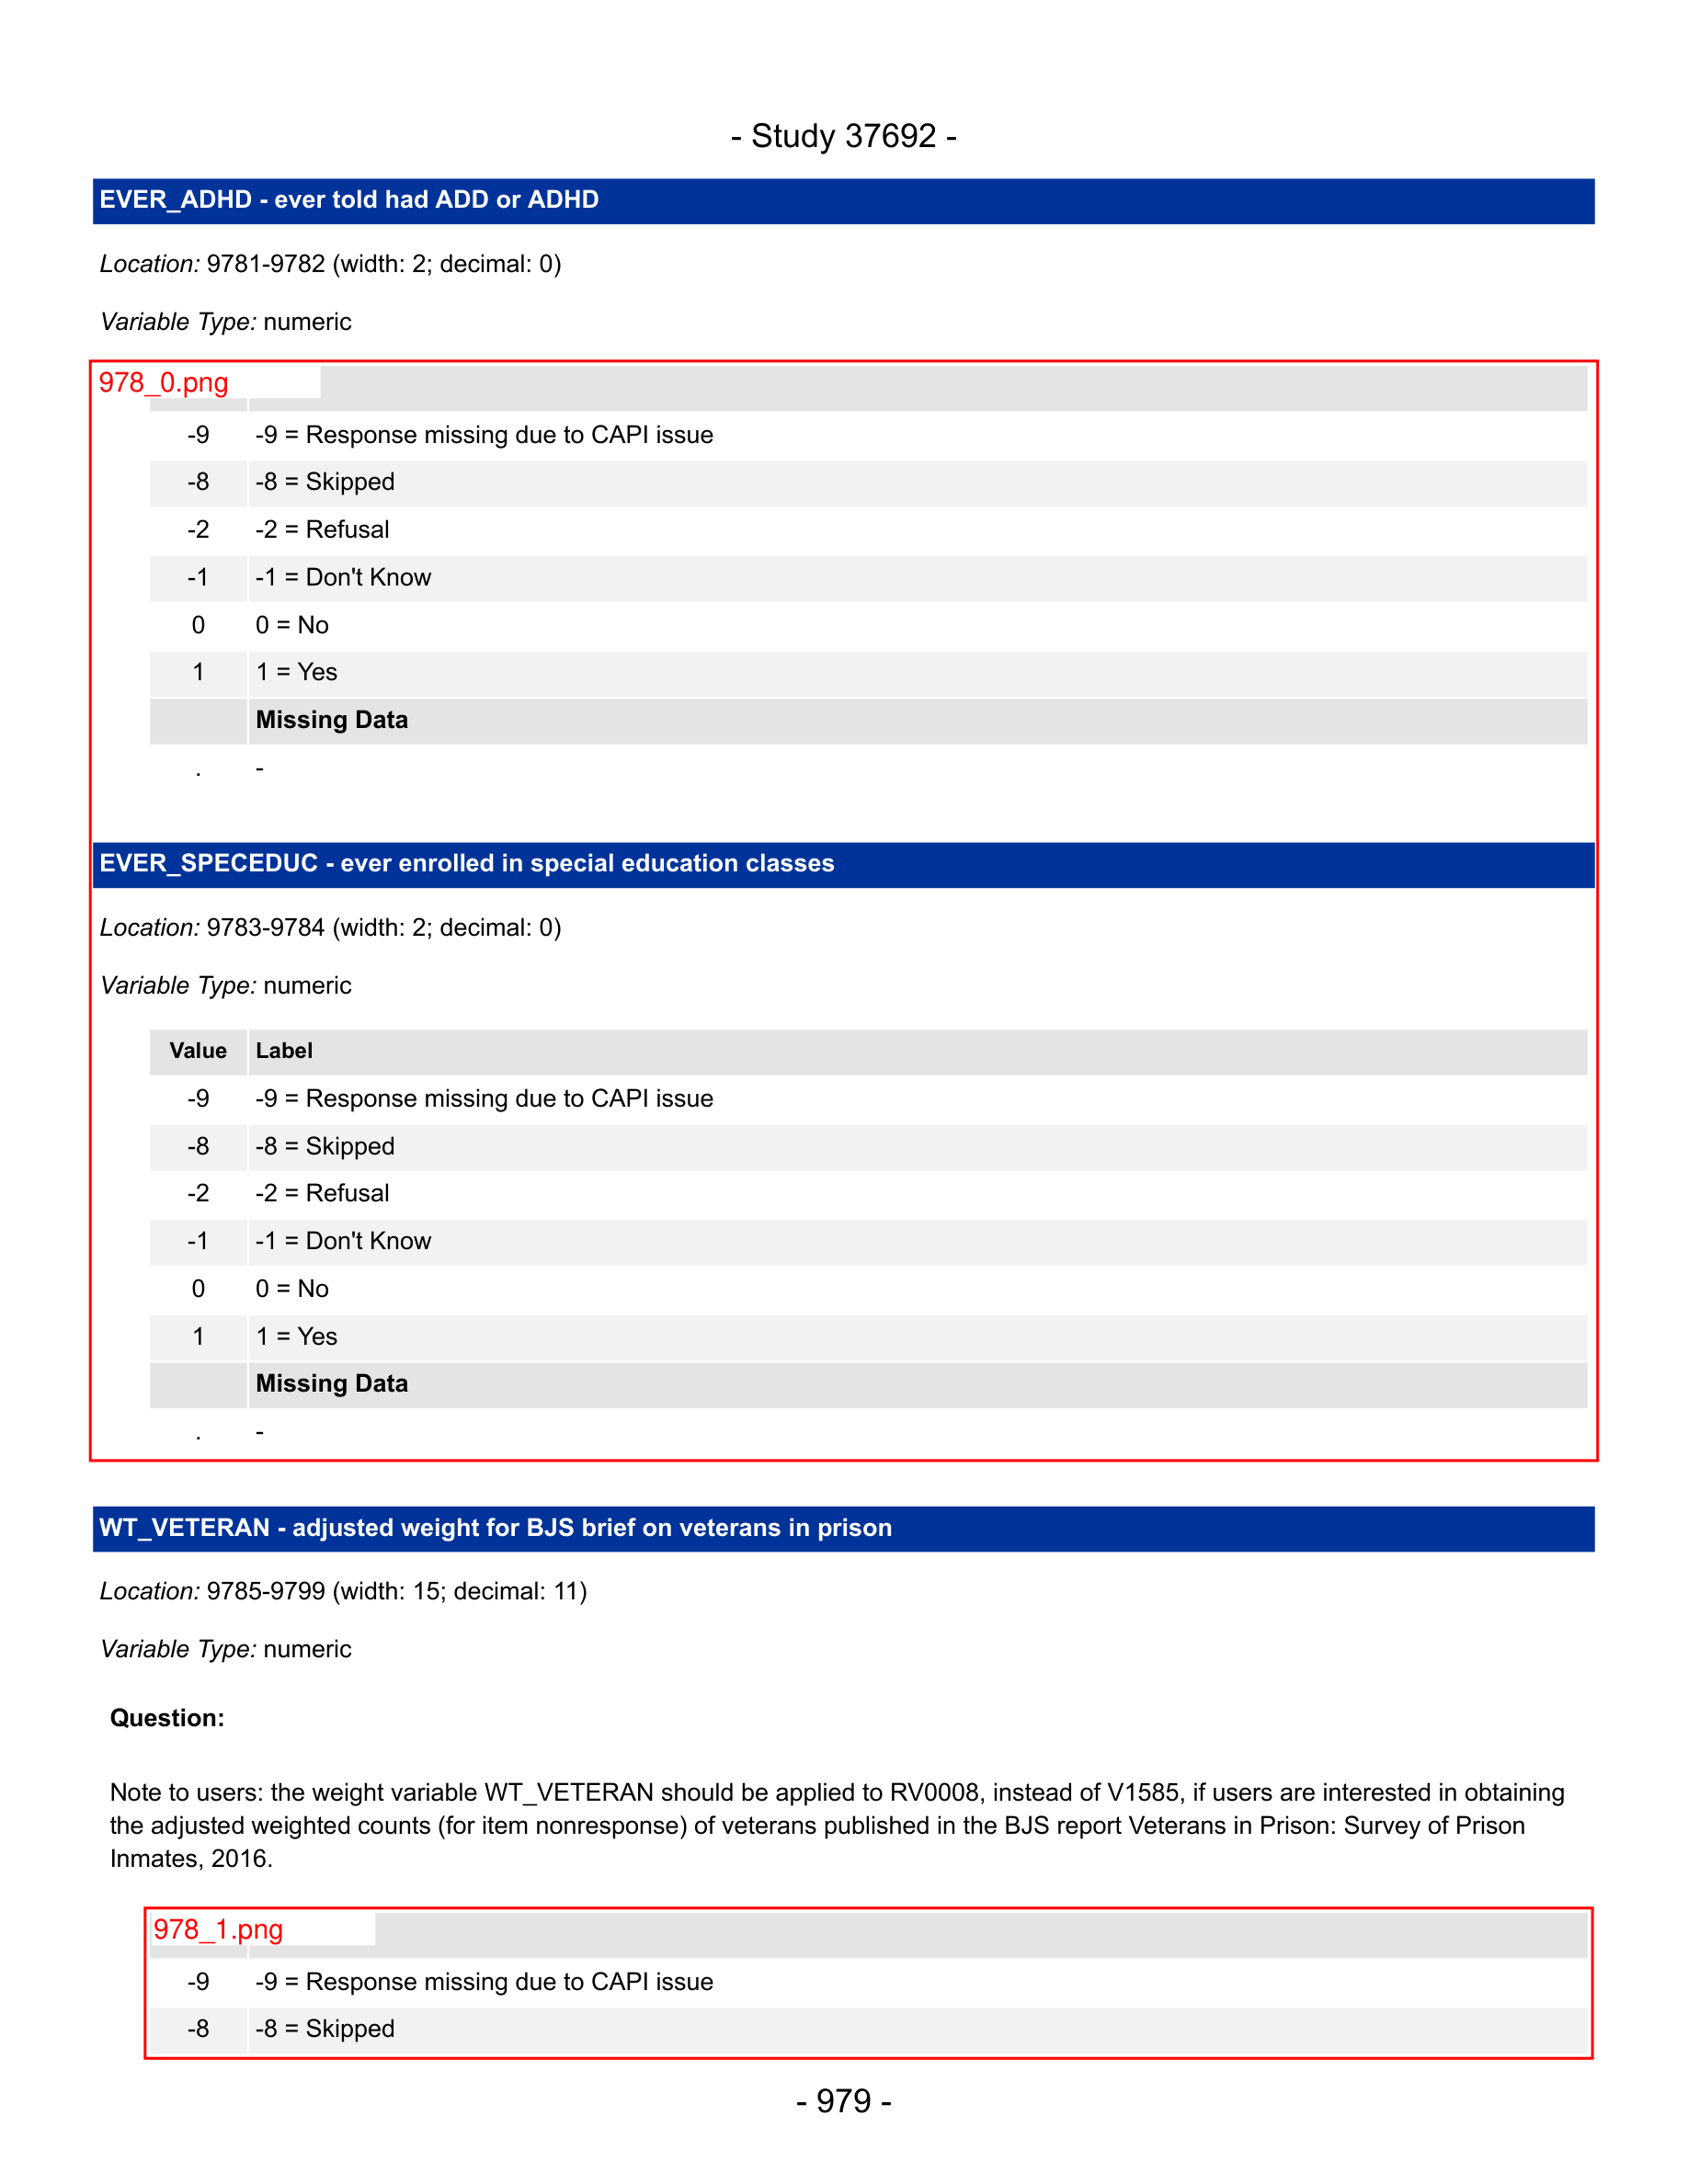 - Study 37692 -
EVER_ADHD - ever told had ADD or ADHD
Location: 9781-9782 (width: 2; decimal: 0)
Variable Type: numeric
978_0.png
-9 -9 = Response missing due to CAPI issue
-8 -8 = Skipped
-2 -2 = Refusal
-1 -1 = Don't Know
0 0 = No
1 1 = Yes
Missing Data
. -
EVER_SPECEDUC - ever enrolled in special education classes
Location: 9783-9784 (width: 2; decimal: 0)
Variable Type: numeric
Value Label
-9 -9 = Response missing due to CAPI issue
-8 -8 = Skipped
-2 -2 = Refusal
-1 -1 = Don't Know
0 0 = No
1 1 = Yes
Missing Data
. -
WT_VETERAN - adjusted weight for BJS brief on veterans in prison
Location: 9785-9799 (width: 15; decimal: 11)
Variable Type: numeric
Question:
Note to users: the weight variable WT_VETERAN should be applied to RV0008, instead of V1585, if users are interested in obtaining
the adjusted weighted counts (for item nonresponse) of veterans published in the BJS report Veterans in Prison: Survey of Prison
Inmates, 2016.
978_1.png
-9 -9 = Response missing due to CAPI issue
-8 -8 = Skipped
- 979 -